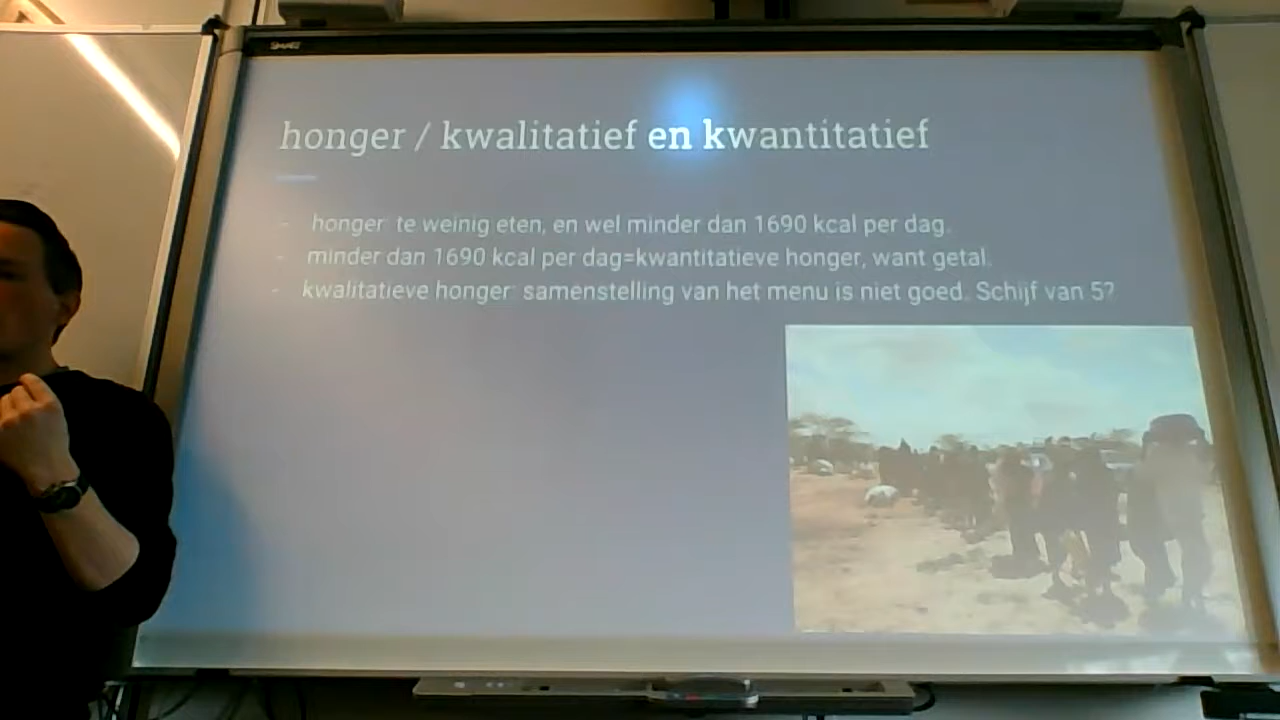 SMART
honger / kwalitatief en kwantitatief
- honger: te weinig eten, en wel minder dan 1690 kcal per dag.
- minder dan 1690 kcal per dag=kwantitatieve honger, want getal.
- kwalitatieve honger: samenstelling van het menu is niet goed. Schijf van 5?